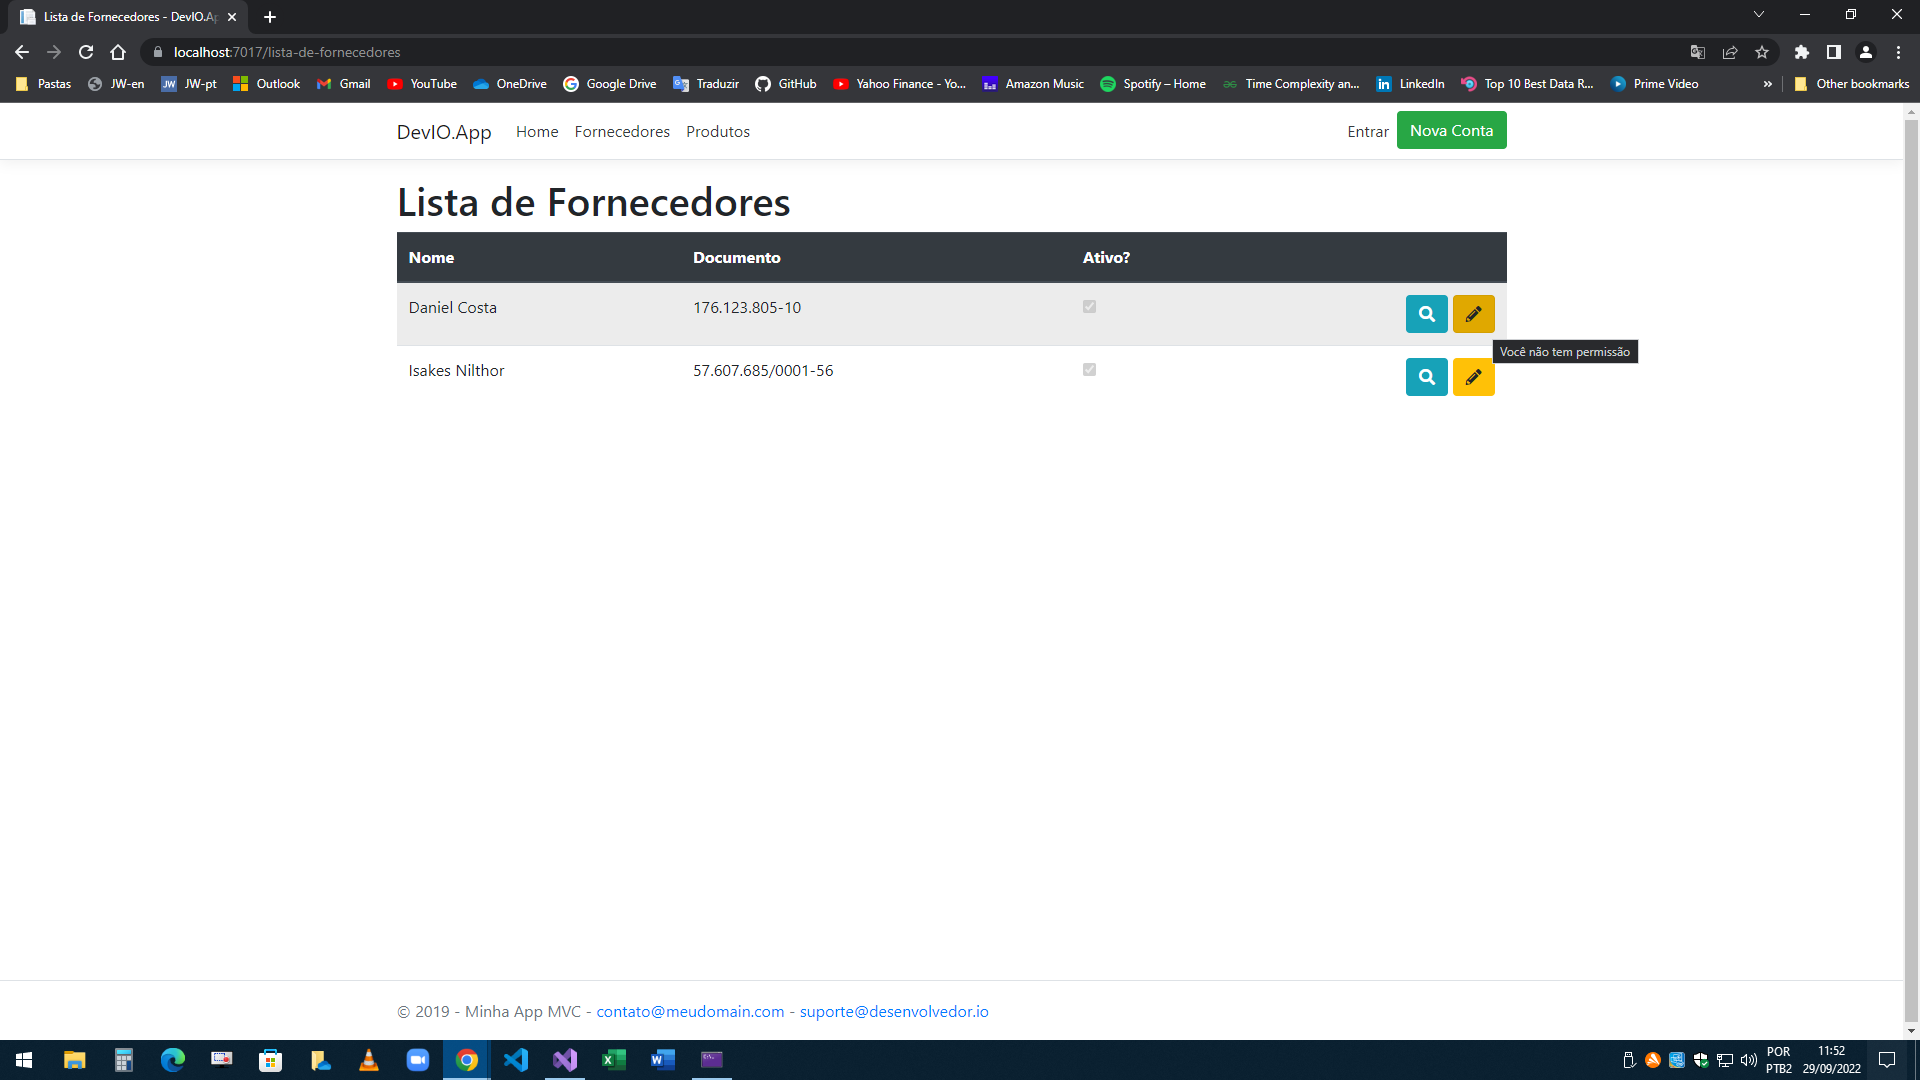 Lista de Fornecedores - DevIO.Ap
localhost:7017/lista-de-fornecedores
Pastas JW-en JW-pt Outlook Gmail YouTube OneDrive Google Drive Traduzir GitHub Yahoo Finance - Yo... Amazon Music Spotify – Home Time Complexity an... LinkedIn Top 10 Best Data R... Prime Video » Other bookmarks
DevIO.App Home Fornecedores Produtos Entrar Nova Conta
Lista de Fornecedores
Nome Documento Ativo?
Daniel Costa 176.123.805-10
Você não tem permissão
Isakes Nilthor 57.607.685/0001-56
© 2019 - Minha App MVC - contato@meudomain.com - suporte@desenvolvedor.io
POR 11:52
PTB2 29/09/2022